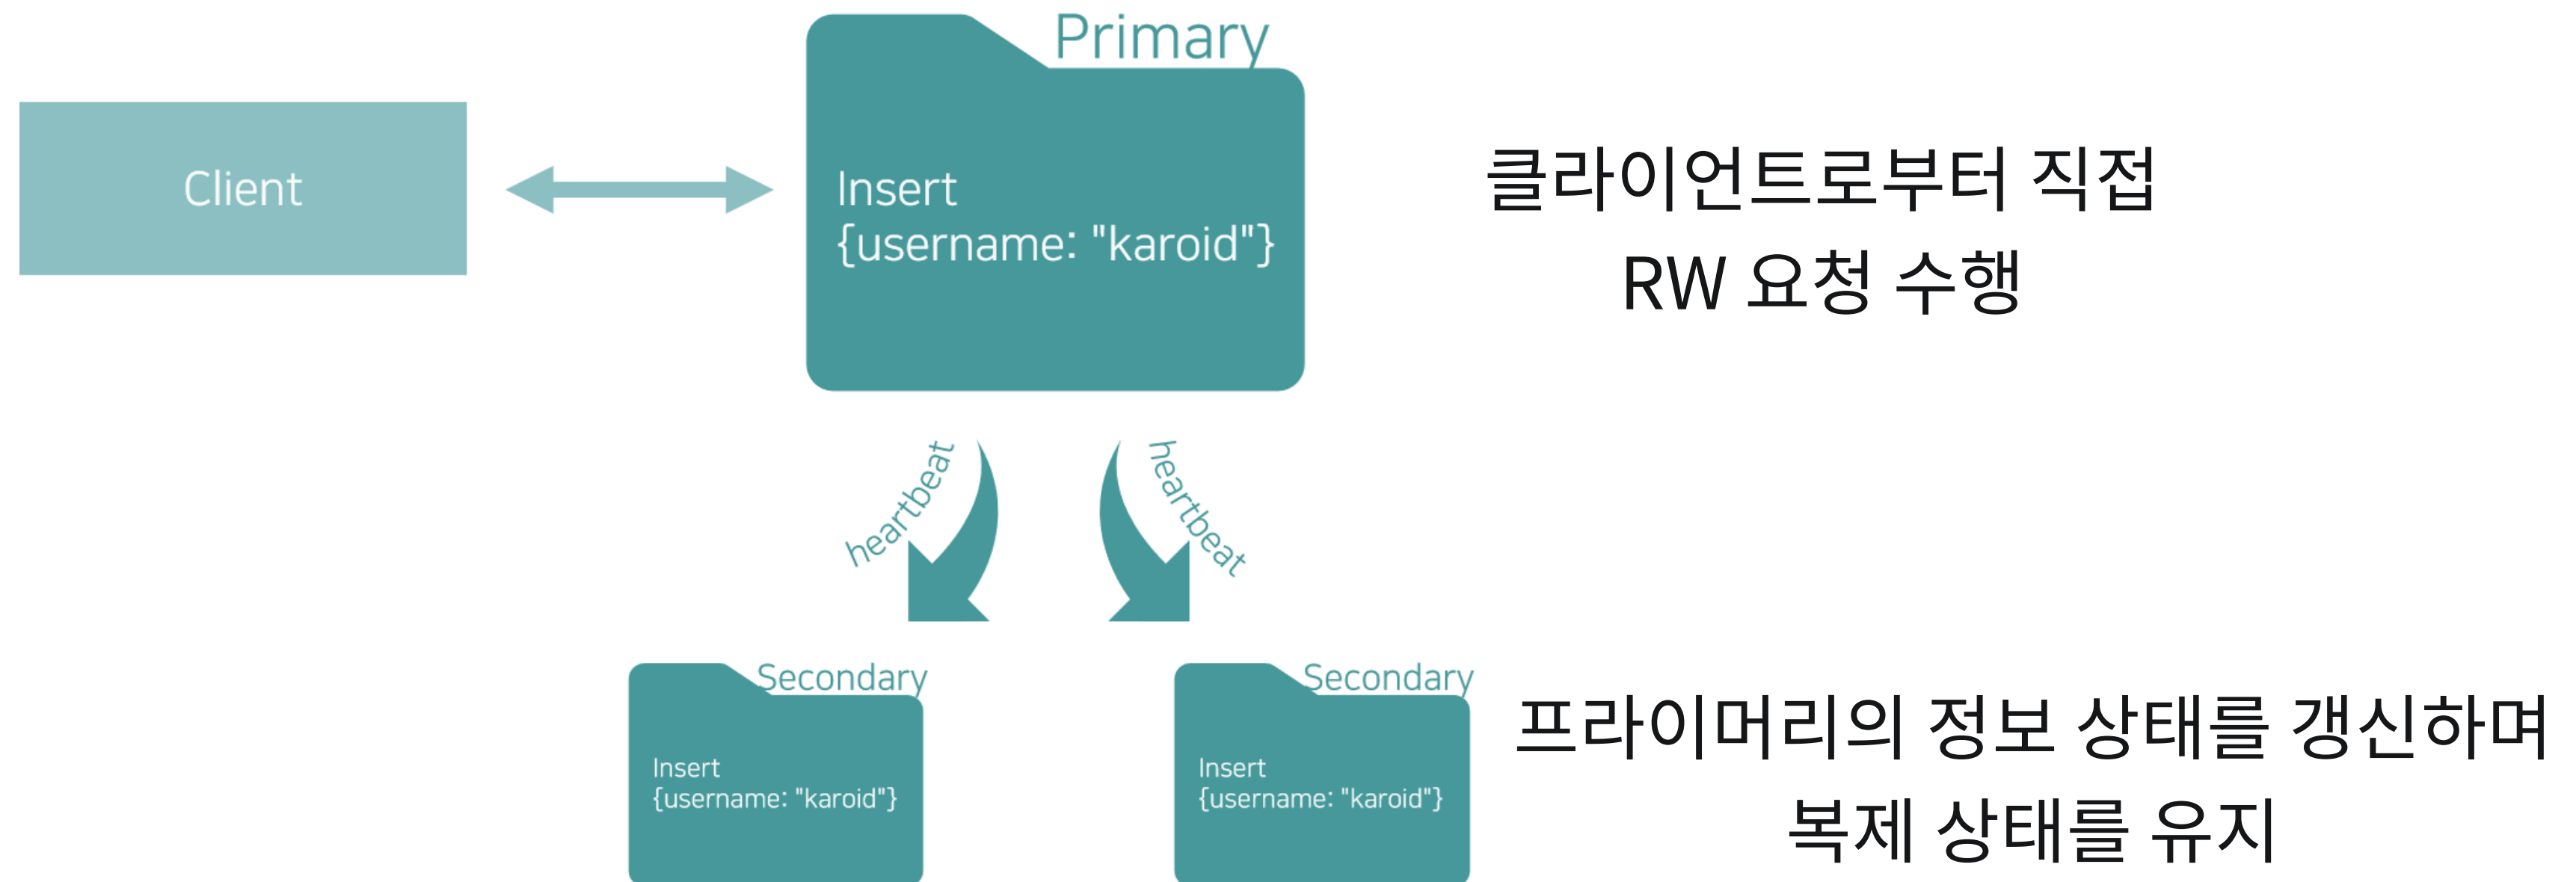 Primary
Client
Insert
{username: "karoid"}
클라이언트로부터 직접
RW 요청 수행
heartbeat
heartbeat
Secondary
Insert
{username: "karoid"}
Secondary
Insert
{username: "karoid"}
프라이머리의 정보 상태를 갱신하며
복제 상태를 유지